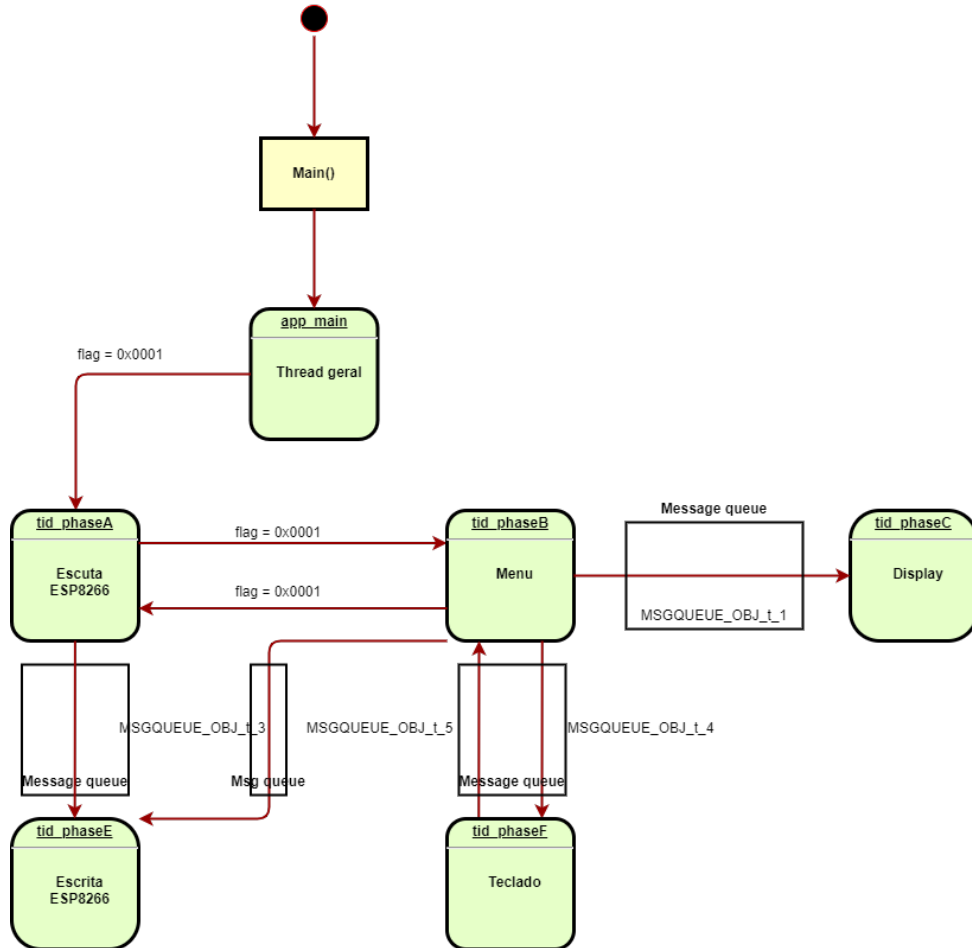 Main()
app_main
Thread geral
flag = 0x0001
tid_phaseA
Escuta
ESP8266
flag = 0x0001
flag = 0x0001
tid_phaseB
Menu
Message queue
MSGQUEUE_OBJ_t_1
tid_phaseC
Display
MSGQUEUE_OBJ_t_3
Message queue
Msg queue
MSGQUEUE_OBJ_t_5
MSGQUEUE_OBJ_t_4
Message queue
tid_phaseE
Escrita
ESP8266
tid_phaseF
Teclado